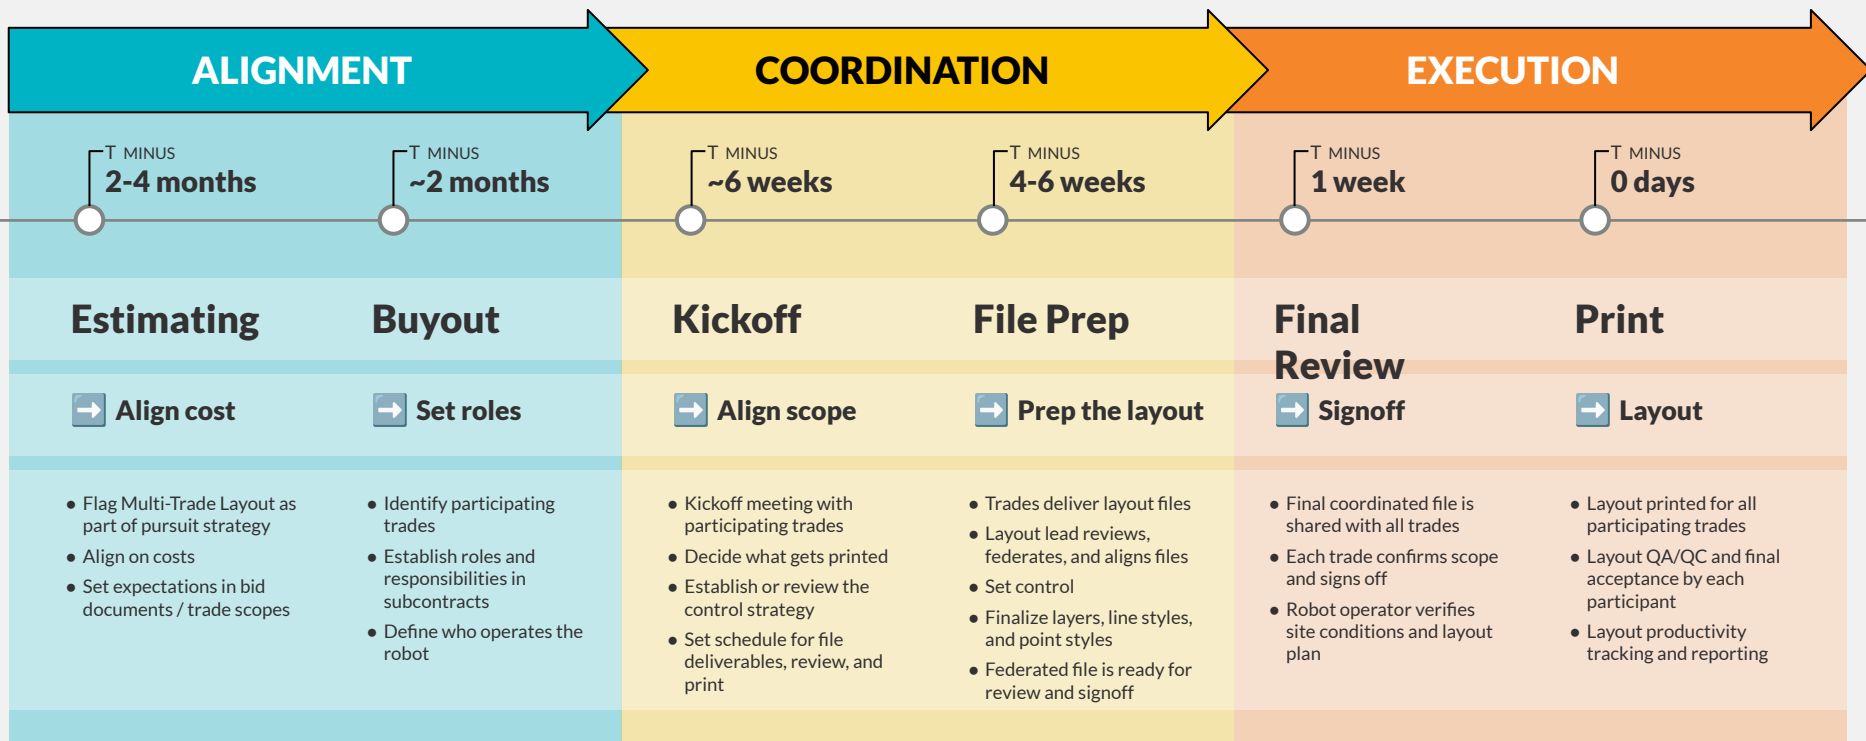 ALIGNMENT
COORDINATION
EXECUTION
T MINUS
2-4 months
T MINUS
~2 months
T MINUS
~6 weeks
T MINUS
4-6 weeks
T MINUS
1 week
T MINUS
0 days
Estimating
Buyout
Kickoff
File Prep
Final
Review
Print
➡️ Align cost
➡️ Set roles
➡️ Align scope
➡️ Prep the layout
➡️ Signoff
➡️ Layout
● Flag Multi-Trade Layout as
part of pursuit strategy
● Align on costs
● Set expectations in bid
documents / trade scopes
● Identify participating
trades
● Establish roles and
responsibilities in
subcontracts
● Define who operates the
robot
● Kickoff meeting with
participating trades
● Decide what gets printed
● Establish or review the
control strategy
● Set schedule for file
deliverables, review, and
print
● Trades deliver layout files
● Layout lead reviews,
federates, and aligns files
● Set control
● Finalize layers, line styles,
and point styles
● Federated file is ready for
review and signoff
● Final coordinated file is
shared with all trades
● Each trade confirms scope
and signs off
● Robot operator verifies
site conditions and layout
plan
● Layout printed for all
participating trades
● Layout QA/QC and final
acceptance by each
participant
● Layout productivity
tracking and reporting